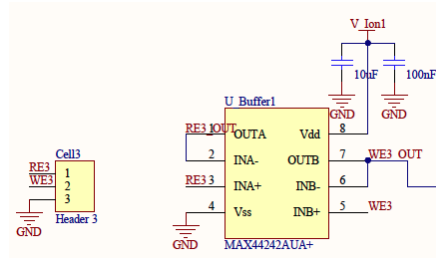 V_Ion1
10uF
100nF
GND
GND
U_Buffer1
RE3_OUT
1
OUTA
Vdd
8
2
INA-
OUTB
7
WE3_OUT
RE3
3
INA+
INB-
6
4
Vss
INB+
5
WE3
GND
MAX44242AUA+
Cell3
RE3
1
WE3
2
3
Header 3
GND